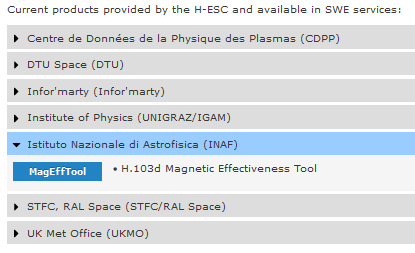 Current products provided by the H-ESC and available in SWE services:
Centre de Données de la Physique des Plasmas (CDPP)
DTU Space (DTU)
Infor'marty (Infor'marty)
Institute of Physics (UNIGRAZ/IGAM)
Istituto Nazionale di Astrofisica (INAF)
MagEffTool • H.103d Magnetic Effectiveness Tool
STFC, RAL Space (STFC/RAL Space)
UK Met Office (UKMO)